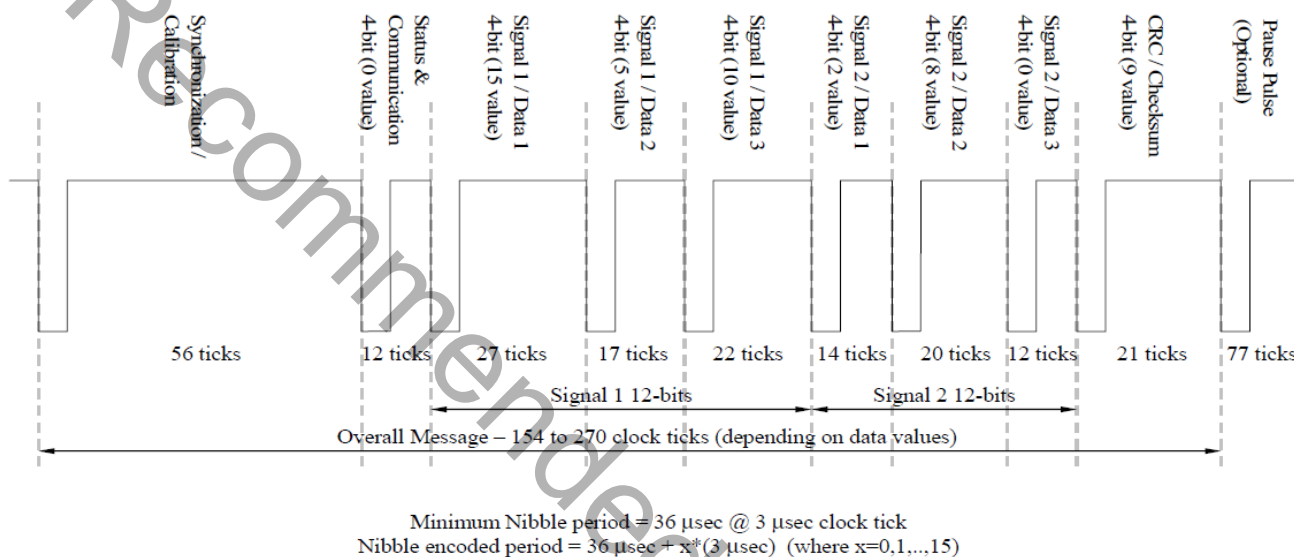 Synchronization /
Calibration
Status &
Communication
4-bit (0 value)
Signal 1 / Data 1
4-bit (15 value)
Signal 1 / Data 2
4-bit (5 value)
Signal 1 / Data 3
4-bit (10 value)
Signal 2 / Data 1
4-bit (2 value)
Signal 2 / Data 2
4-bit (8 value)
Signal 2 / Data 3
4-bit (0 value)
CRC / Checksum
4-bit (9 value)
Pause Pulse
(Optional)
56 ticks
12 ticks
27 ticks
17 ticks
22 ticks
14 ticks
20 ticks
12 ticks
21 ticks
77 ticks
Signal 1 12-bits
Signal 2 12-bits
Overall Message – 154 to 270 clock ticks (depending on data values)
Minimum Nibble period = 36 µsec @ 3 µsec clock tick
Nibble encoded period = 36 µsec + x*(3 µsec) (where x=0,1,..,15)